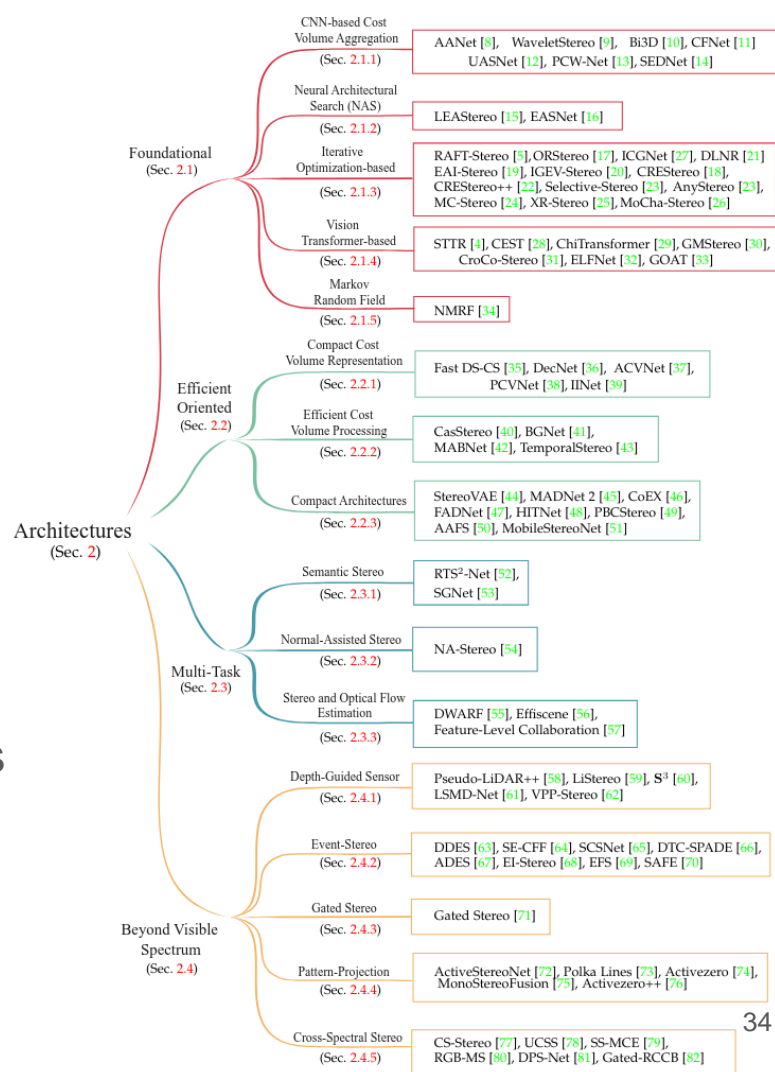 CNN-based Cost
Volume Aggregation
(Sec. 2.1.1)
AANet [8], WaveletStereo [9], Bi3D [10], CFNet [11]
UASNet [12], PCW-Net [13], SEDNet [14]
Neural Architectural
Search (NAS)
(Sec. 2.1.2)
LEAStereo [15], EASNet [16]
Foundational
(Sec. 2.1)
Iterative
Optimization-based
(Sec. 2.1.3)
RAFT-Stereo [5], ORStereo [17], ICGNet [27], DLNR [21]
EAI-Stereo [19], IGEV-Stereo [20], CREStereo [18],
CREStereo++ [22], Selective-Stereo [23], AnyStereo [23],
MC-Stereo [24], XR-Stereo [25], MoCha-Stereo [26]
Vision
Transformer-based
(Sec. 2.1.4)
STTR [4], CEST [28], ChiTransformer [29], GMStereo [30],
CroCo-Stereo [31], ELFNet [32], GOAT [33]
Markov
Random Field
(Sec. 2.1.5)
NMRF [34]
Compact Cost
Volume Representation
(Sec. 2.2.1)
Fast DS-CS [35], DecNet [36], ACVNet [37],
PCVNet [38], IINet [39]
Efficient
Oriented
(Sec. 2.2)
Efficient Cost
Volume Processing
(Sec. 2.2.2)
CasStereo [40], BGNet [41],
MABNet [42], TemporalStereo [43]
Compact Architectures
(Sec. 2.2.3)
StereoVAE [44], MADNet 2 [45], CoEX [46],
FADNet [47], HITNet [48], PBCStereo [49],
AAFS [50], MobileStereoNet [51]
Architectures
(Sec. 2)
Semantic Stereo
(Sec. 2.3.1)
RTS²-Net [52],
SGNet [53]
Normal-Assisted Stereo
(Sec. 2.3.2)
NA-Stereo [54]
Multi-Task
(Sec. 2.3)
Stereo and Optical Flow
Estimation
(Sec. 2.3.3)
DWARF [55], Effiscene [56],
Feature-Level Collaboration [57]
s
Depth-Guided Sensor
(Sec. 2.4.1)
Pseudo-LiDAR++ [58], LiStereo [59], S³ [60],
LSMD-Net [61], VPP-Stereo [62]
Event-Stereo
(Sec. 2.4.2)
DDES [63], SE-CFF [64], SCSNet [65], DTC-SPADE [66],
ADES [67], EI-Stereo [68], EFS [69], SAFE [70]
Beyond Visible
Spectrum
(Sec. 2.4)
Gated Stereo
(Sec. 2.4.3)
Gated Stereo [71]
Pattern-Projection
(Sec. 2.4.4)
ActiveStereoNet [72], Polka Lines [73], Activezero [74],
MonoStereoFusion [75], Activezero++ [76]
34
Cross-Spectral Stereo
(Sec. 2.4.5)
CS-Stereo [77], UCSS [78], SS-MCE [79],
RGB-MS [80], DPS-Net [81], Gated-RCCB [82]